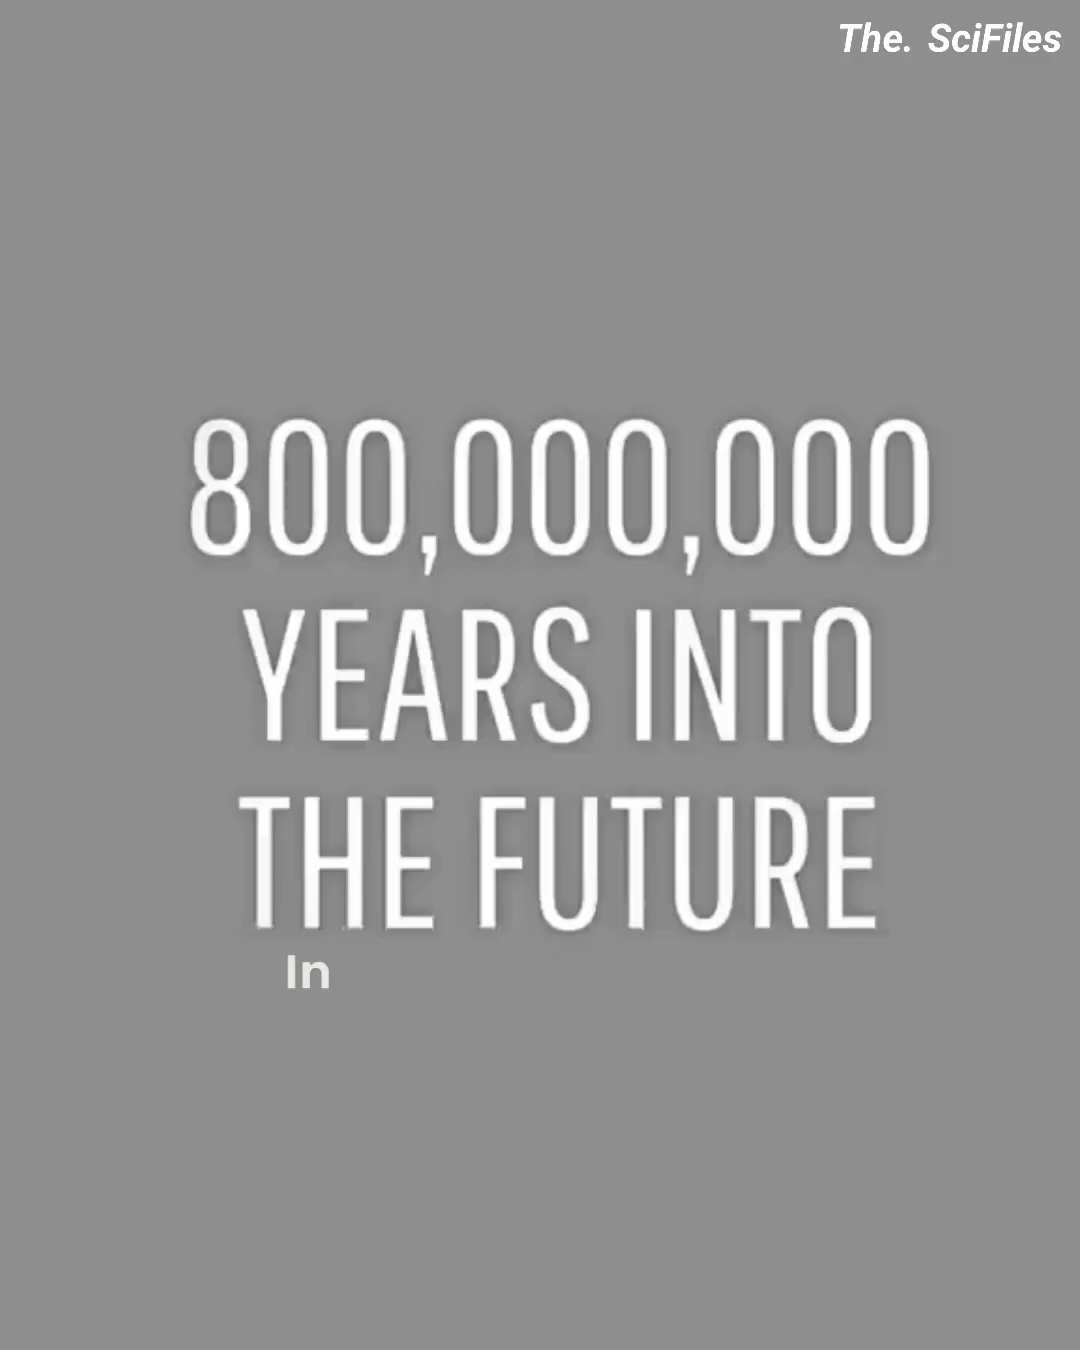 The. SciFiles
800,000,000
YEARS INTO
THE FUTURE
In